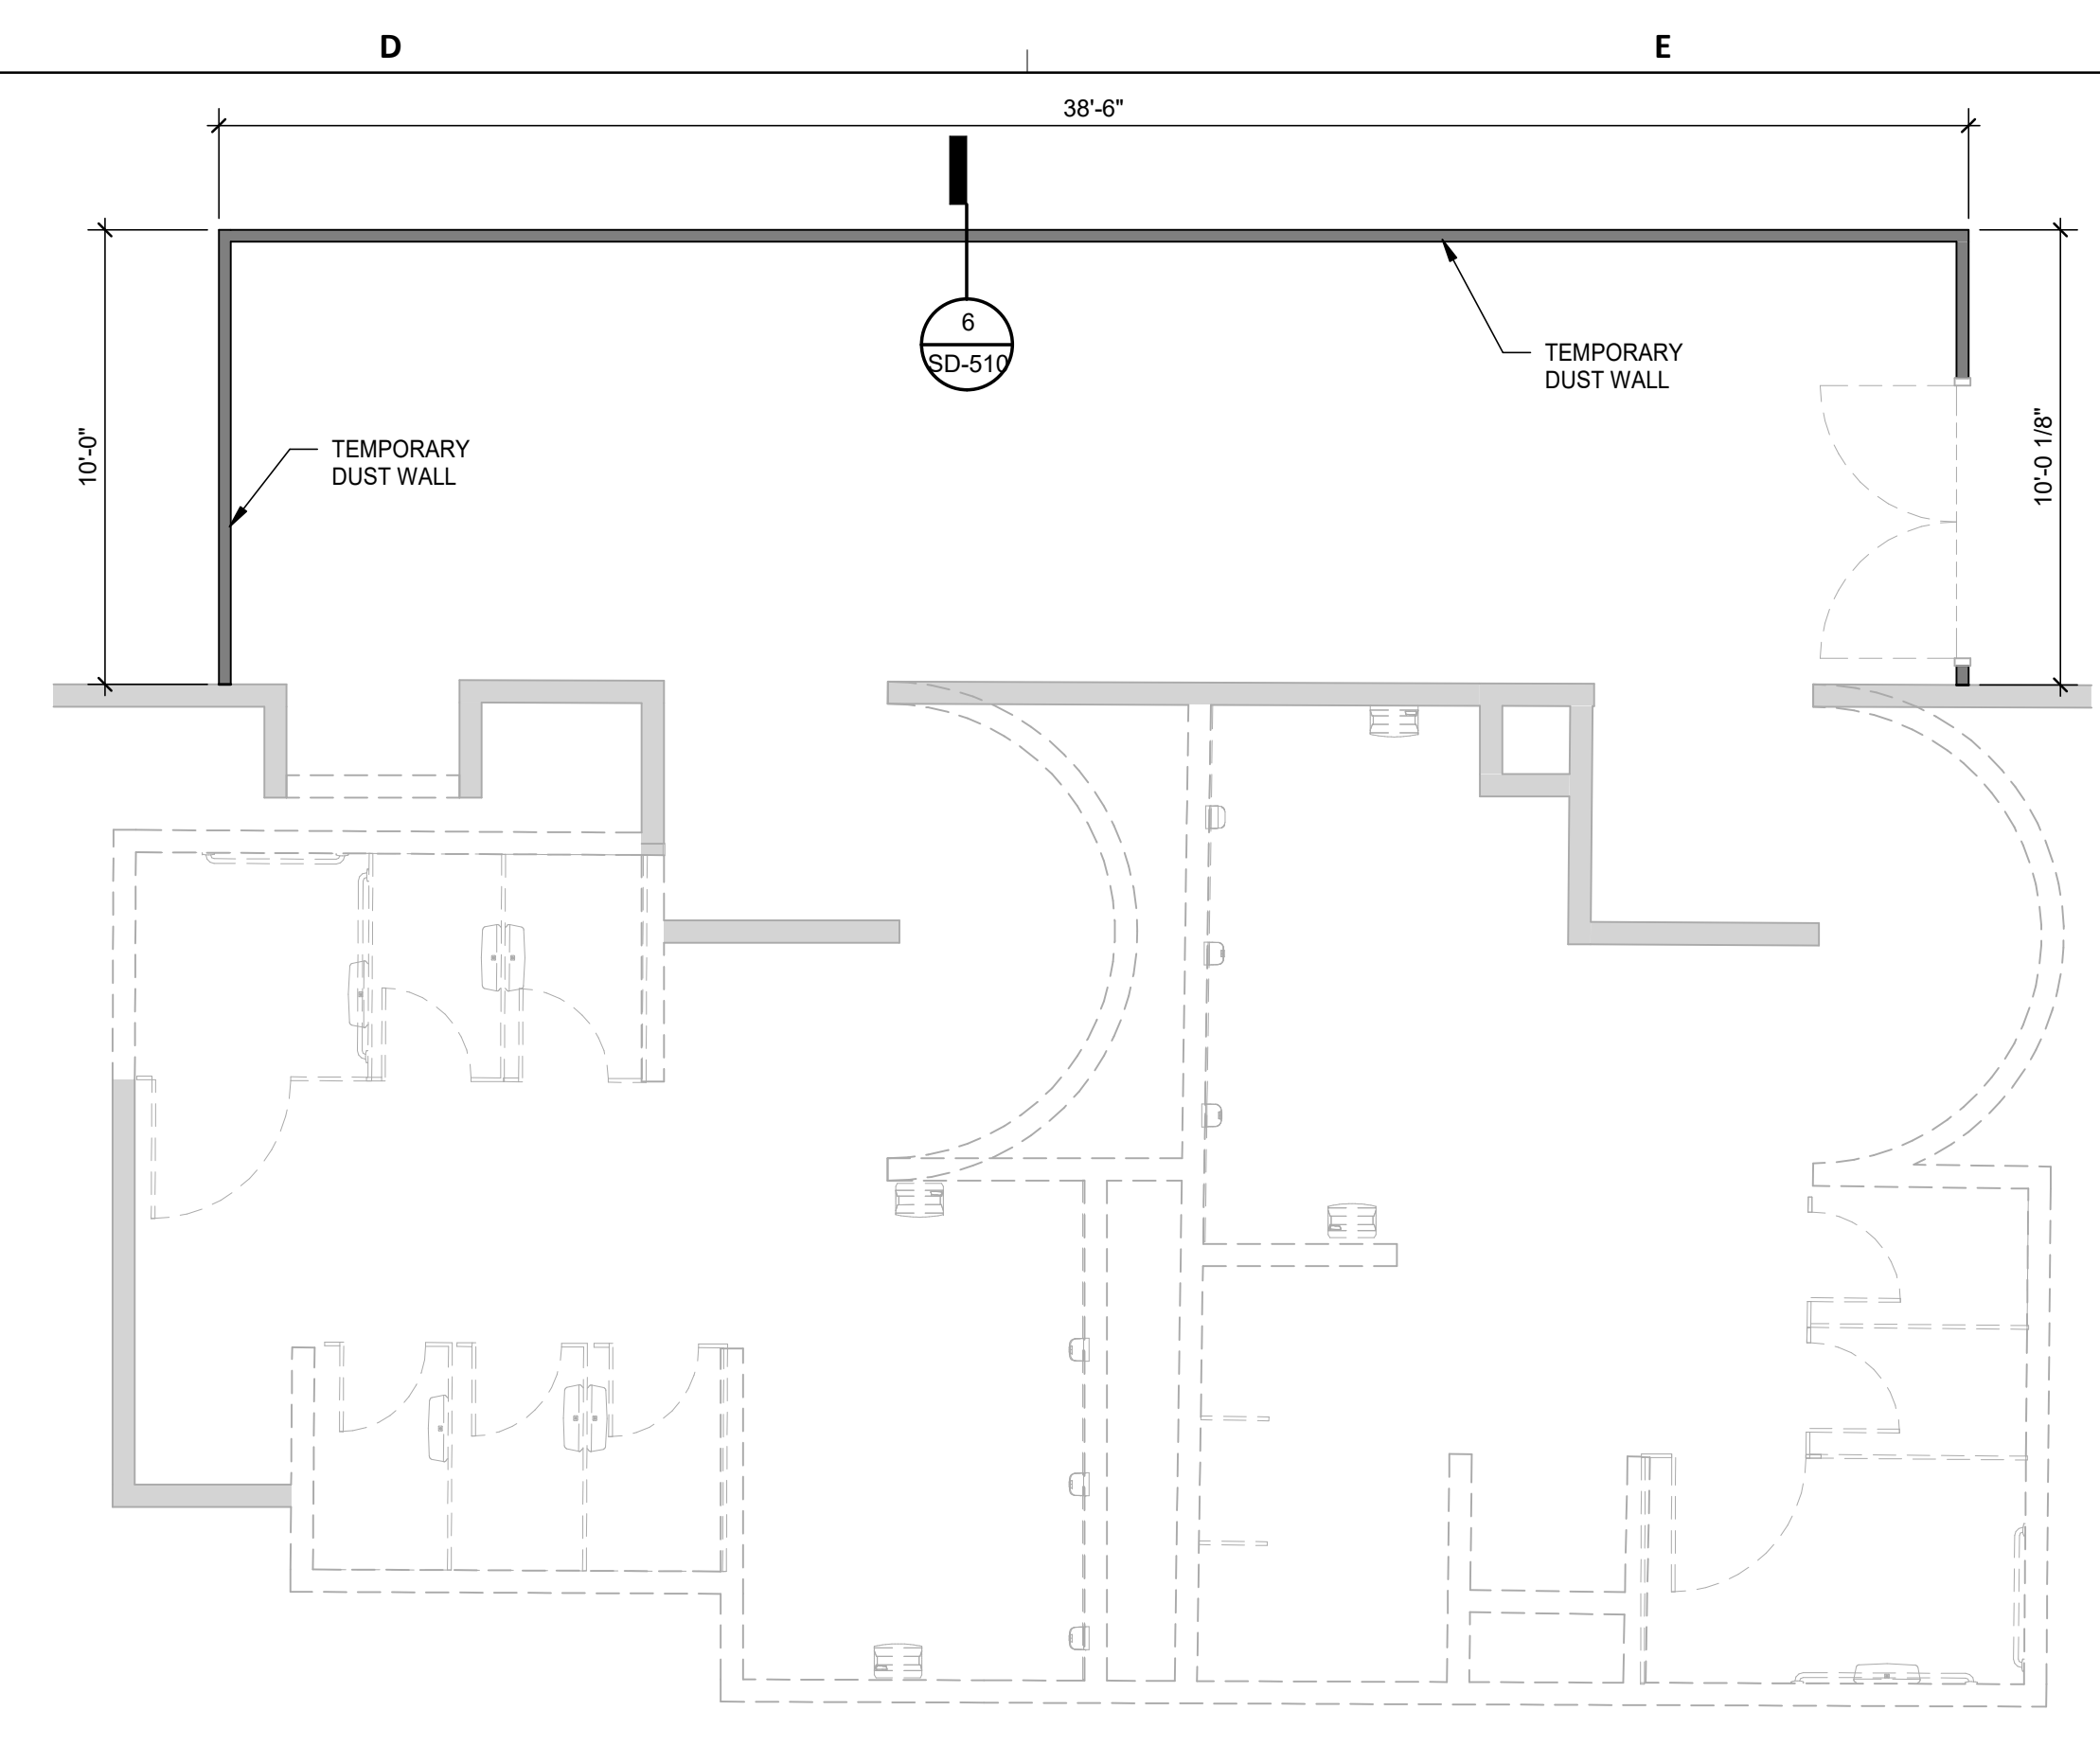 D
E
38'-6"
6
SD-510
TEMPORARY
DUST WALL
10'-0"
TEMPORARY
DUST WALL
10'-0 1/8"